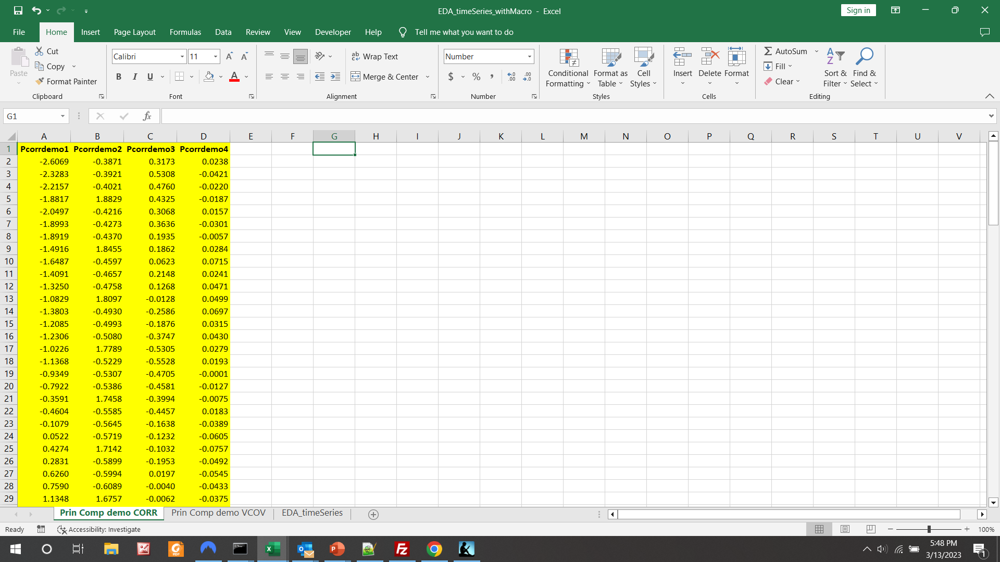 EDA_timeSeries_withMacro - Excel
Sign in
File Home Insert Page Layout Formulas Data Review View Developer Help Tell me what you want to do
Paste
Cut
Copy
Format Painter
Clipboard
Calibri 11
B I U A
Font
ab Wrap Text
Merge & Center
Alignment
Number
$ % ,
Number
Conditional Formatting
Format as Table
Cell Styles
Styles
Insert Delete Format
Cells
AutoSum
Fill
Clear
Sort & Filter
Find & Select
Editing
G1 fx
A B C D E F G H I J K L M N O P Q R S T U V
1 Pcorrdemo1 Pcorrdemo2 Pcorrdemo3 Pcorrdemo4
2 -2.6069 -0.3871 0.3173 0.0238
3 -2.3283 -0.3921 0.5308 -0.0421
4 -2.2157 -0.4021 0.4760 -0.0220
5 -1.8817 1.8829 0.4325 -0.0187
6 -2.0497 -0.4216 0.3068 0.0157
7 -1.8993 -0.4273 0.3636 -0.0301
8 -1.8919 -0.4370 0.1935 -0.0057
9 -1.4916 1.8455 0.1862 0.0284
10 -1.6487 -0.4597 0.0623 0.0715
11 -1.4091 -0.4657 0.2148 0.0241
12 -1.3250 -0.4758 0.1268 0.0471
13 -1.0829 1.8097 -0.0128 0.0499
14 -1.3803 -0.4930 -0.2586 0.0697
15 -1.2085 -0.4993 -0.1876 0.0315
16 -1.2306 -0.5080 -0.3747 0.0430
17 -1.0226 1.7789 -0.5305 0.0279
18 -1.1368 -0.5229 -0.5528 0.0193
19 -0.9349 -0.5307 -0.4705 -0.0001
20 -0.7922 -0.5386 -0.4581 -0.0127
21 -0.3591 1.7458 -0.3994 -0.0075
22 -0.4604 -0.5585 -0.4457 0.0183
23 -0.1079 -0.5645 -0.1638 -0.0389
24 0.0522 -0.5719 -0.1232 -0.0605
25 0.4274 1.7142 -0.1032 -0.0757
26 0.2831 -0.5899 -0.1953 -0.0492
27 0.6260 -0.5994 0.0197 -0.0545
28 0.7590 -0.6089 -0.0040 -0.0433
29 1.1348 1.6757 -0.0062 -0.0375
Prin Comp demo CORR Prin Comp demo VCOV EDA_timeSeries
Ready Accessibility: Investigate 100%
5:48 PM
3/13/2023
1